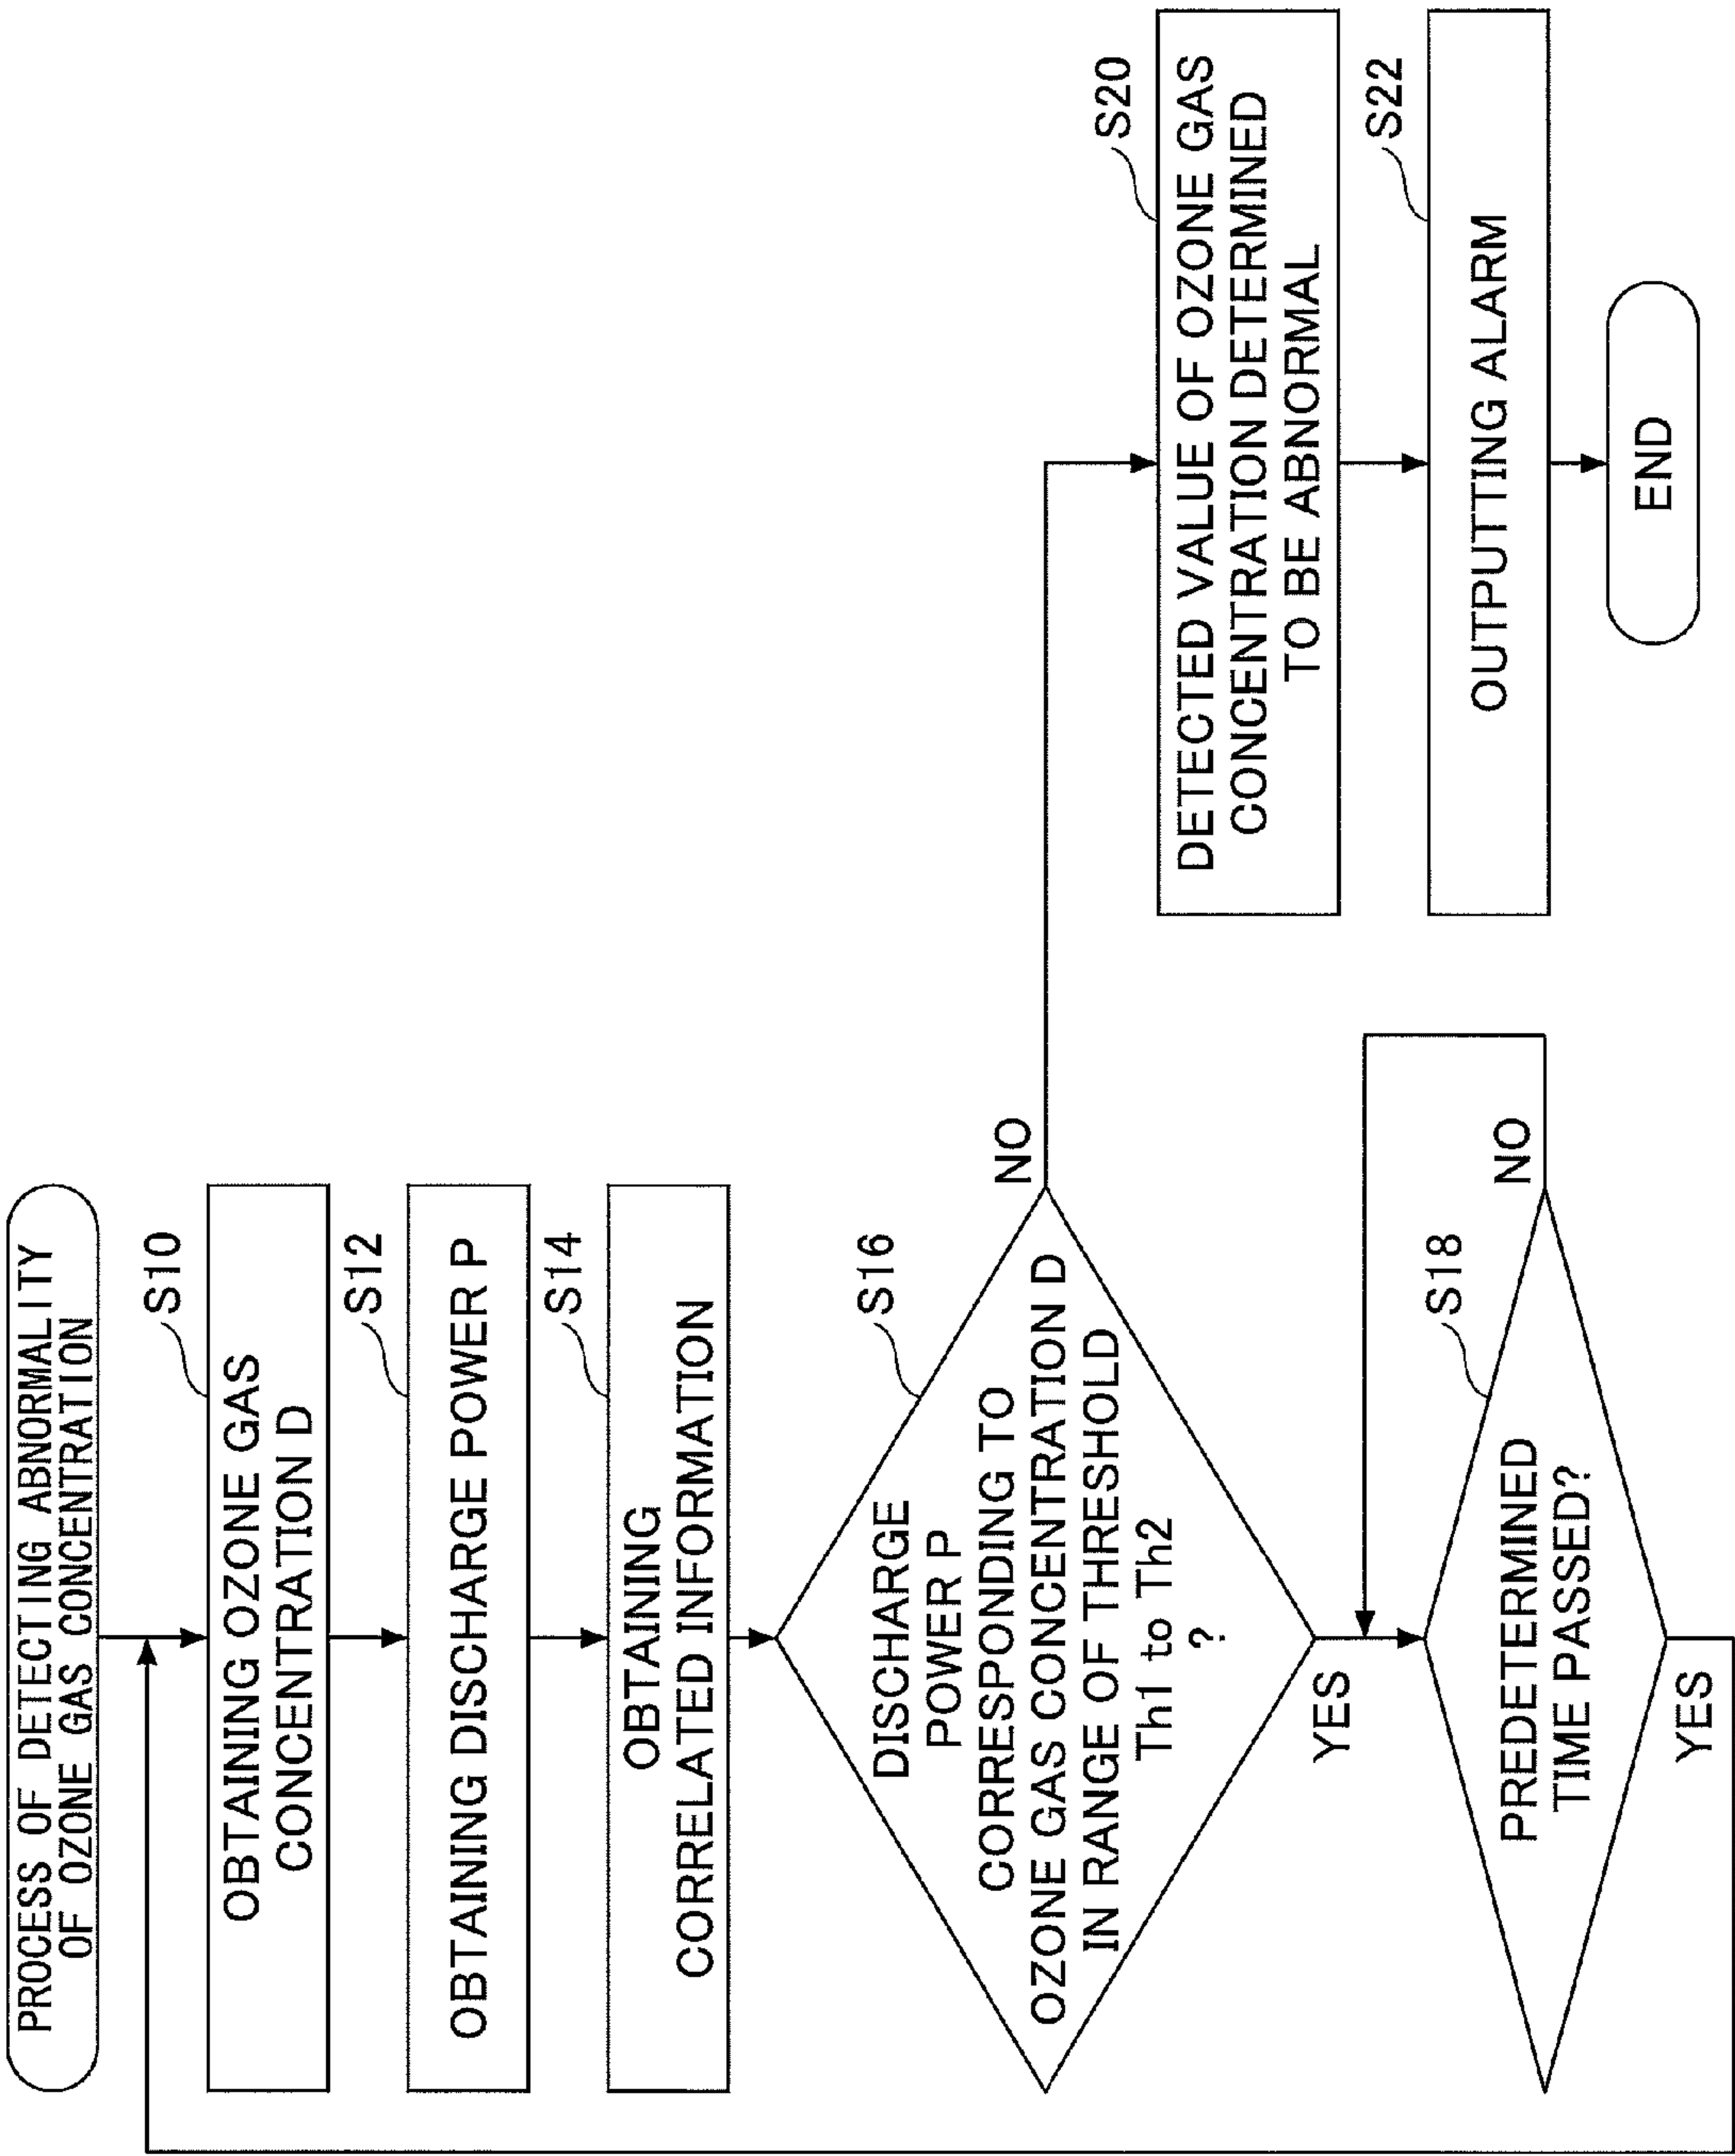 PROCESS OF DETECTING ABNORMALITY
OF OZONE GAS CONCENTRATION
S10
OBTAINING OZONE GAS
CONCENTRATION D
S12
OBTAINING DISCHARGE POWER P
S14
OBTAINING
CORRELATED INFORMATION
S16
DISCHARGE
POWER P
CORRESPONDING TO
OZONE GAS CONCENTRATION D
IN RANGE OF THRESHOLD
Th1 to Th2
?
NO
YES
S18
PREDETERMINED
TIME PASSED?
NO
YES
S20
DETECTED VALUE OF OZONE GAS
CONCENTRATION DETERMINED
TO BE ABNORMAL
S22
OUTPUTTING ALARM
END